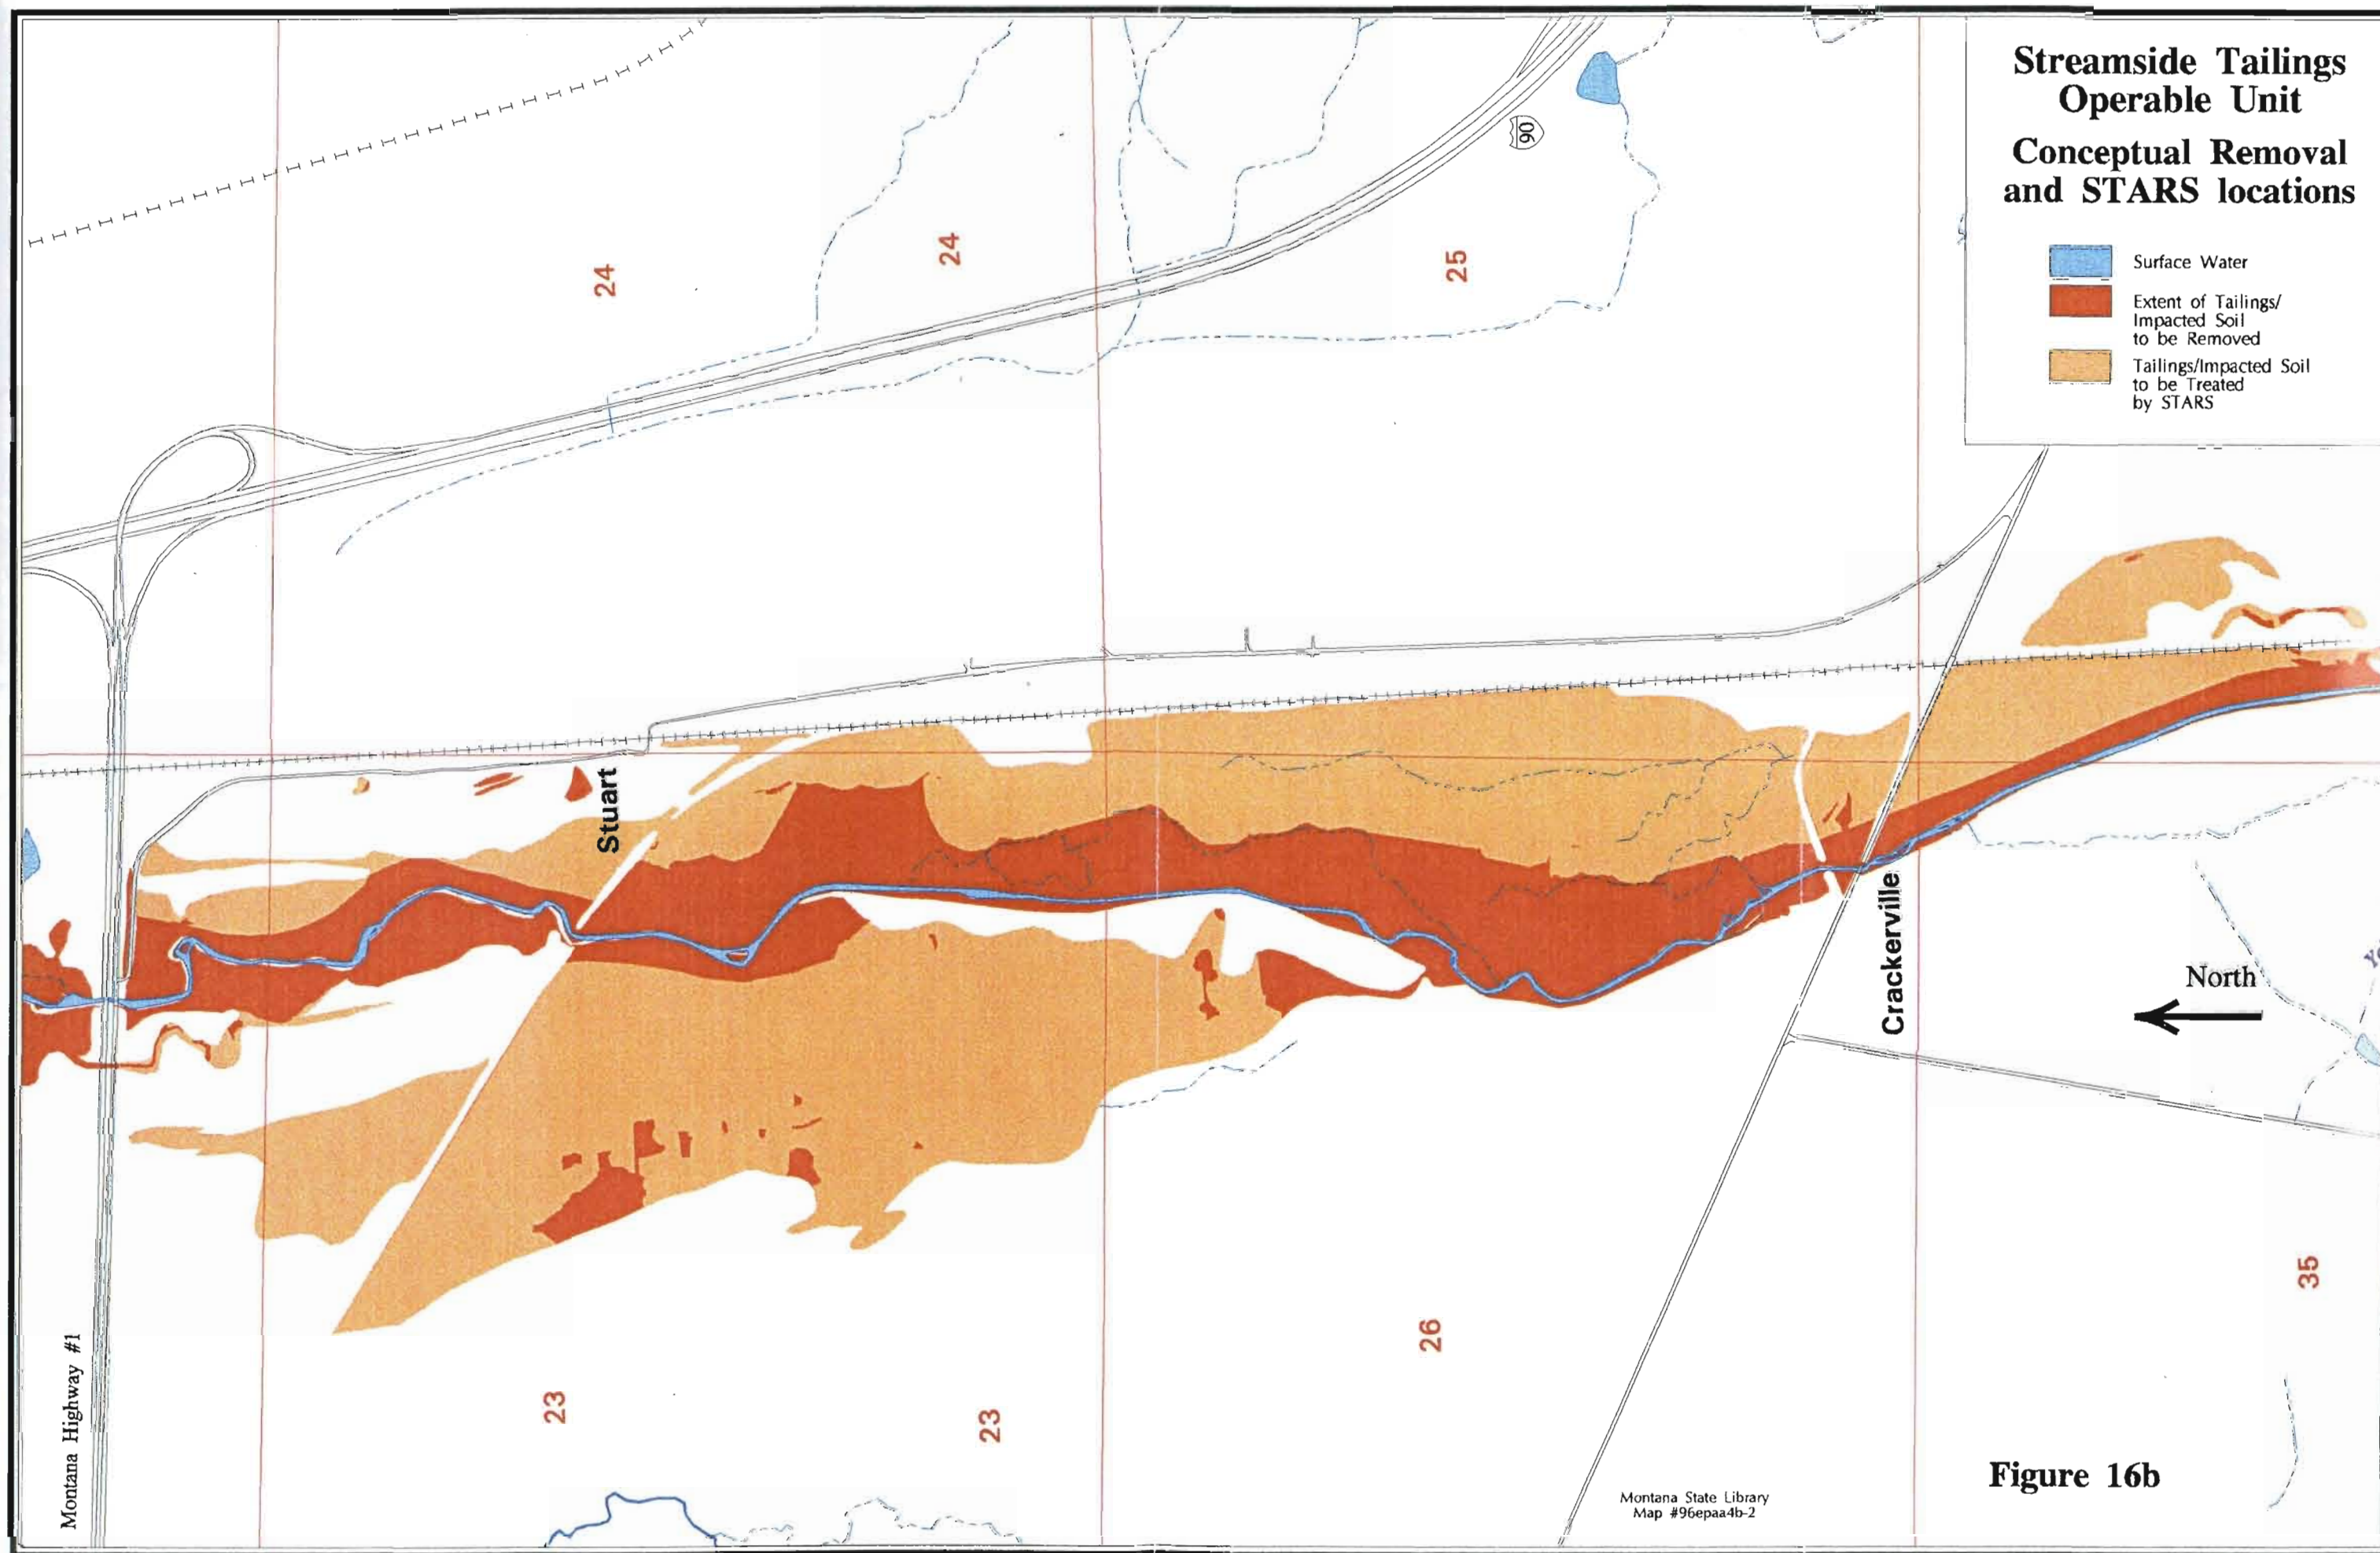 Streamside Tailings
Operable Unit
Conceptual Removal
and STARS locations
Surface Water
Extent of Tailings/
Impacted Soil
to be Removed
Tailings/Impacted Soil
to be Treated
by STARS
90
24
24
25
Stuart
Crackerville
North
23
23
26
35
Montana Highway #1
Montana State Library
Map #96epaa4b-2
Figure 16b